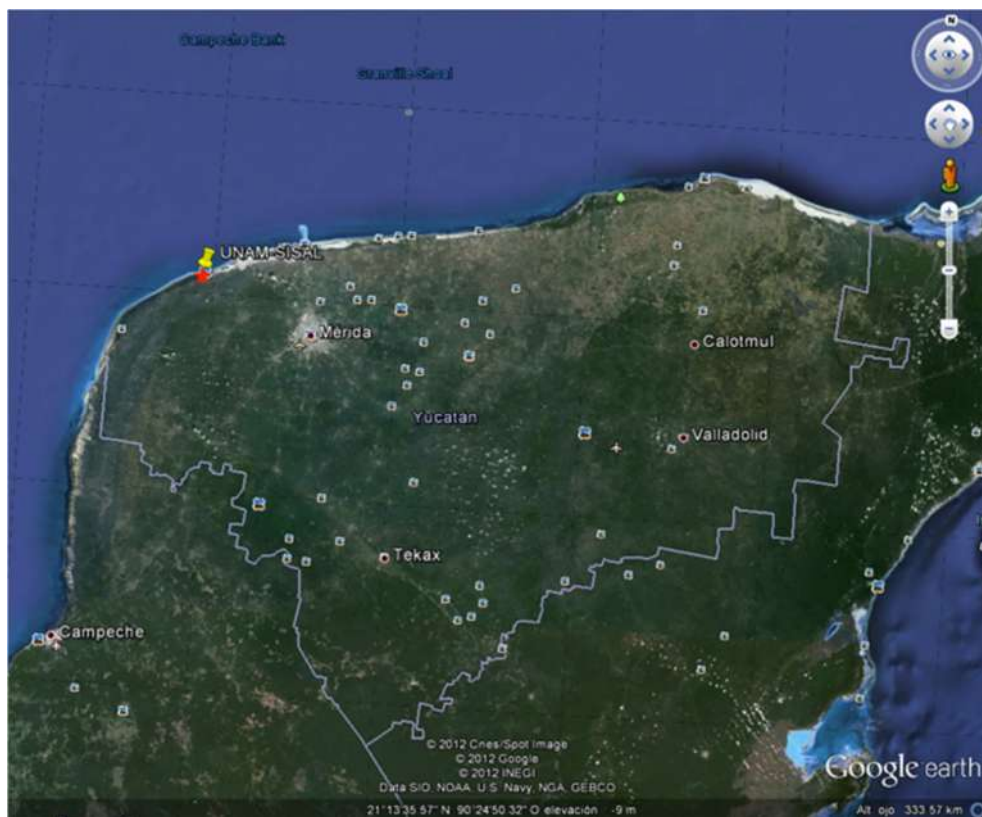 Campeche Bank
Granville Shoal
N
UNAM-SISAL
Mérida
Calotmul
Yucatán
Valladolid
Tekax
Campeche
© 2012 Cnes/Spot Image
© 2012 Google
© 2012 INEGI
Data SIO, NOAA, U.S. Navy, NGA, GEBCO
Google earth
21°13'35.57" N 90°24'50.32" O elevación -9 m Alt. ojo 333.57 km